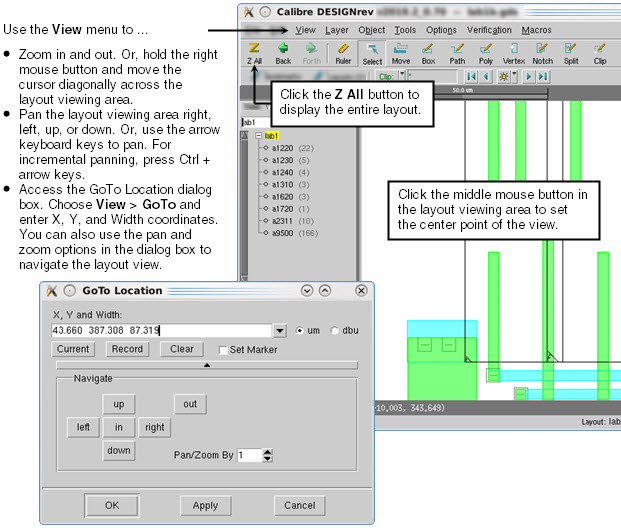 Use the View menu to ...
• Zoom in and out. Or, hold the right
mouse button and move the
cursor diagonally across the
layout viewing area.
• Pan the layout viewing area right,
left, up, or down. Or, use the arrow
keyboard keys to pan. For
incremental panning, press Ctrl +
arrow keys.
• Access the GoTo Location dialog
box. Choose View > GoTo and
enter X, Y, and Width coordinates.
You can also use the pan and
zoom options in the dialog box to
navigate the layout view.
Calibre DESIGNrev
View Layer Object Tools Options Verification Macros
Z All Back Forth Ruler Select Move Box Path Vertex Notch Split Clip
Clip:
50.0 um
Click the Z All button to
display the entire layout.
lab1
lab1
a1220 (22)
a1230 (5)
a1240 (4)
a1310 (3)
a1620 (3)
a1720 (1)
a2311 (10)
a9500 (166)
Click the middle mouse button in
the layout viewing area to set
the center point of the view.
-10.003, 343.649)
Layout: lab
GoTo Location
X, Y and Width:
43.660 387.308 87.319
um dbu
Current Record Clear Set Marker
Navigate
up out
left in right
down
Pan/Zoom By 1
OK Apply Cancel